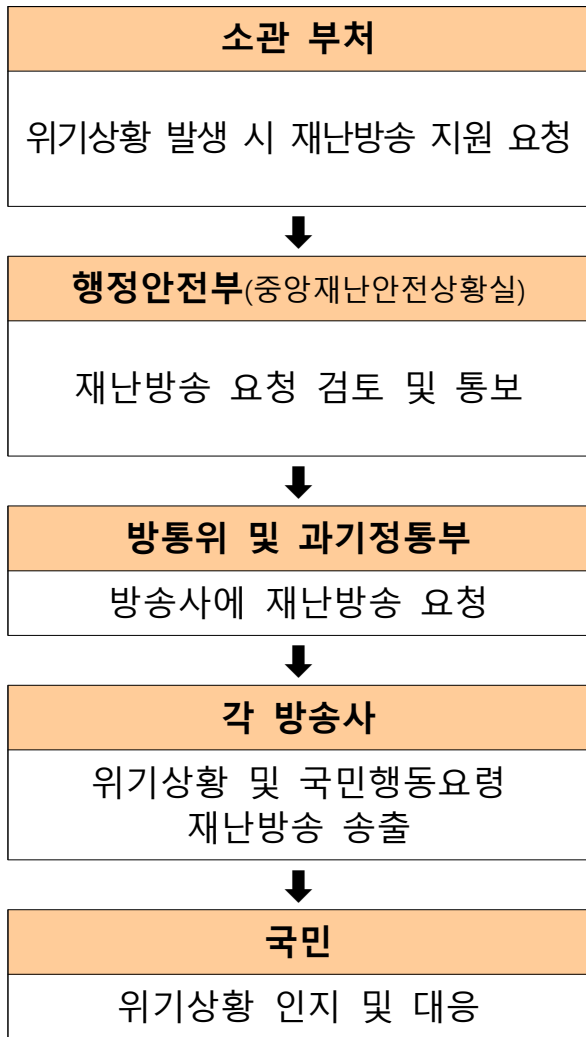 소관 부처
위기상황 발생 시 재난방송 지원 요청
행정안전부(중앙재난안전상황실)
재난방송 요청 검토 및 통보
방통위 및 과기정통부
방송사에 재난방송 요청
각 방송사
위기상황 및 국민행동요령
재난방송 송출
국민
위기상황 인지 및 대응